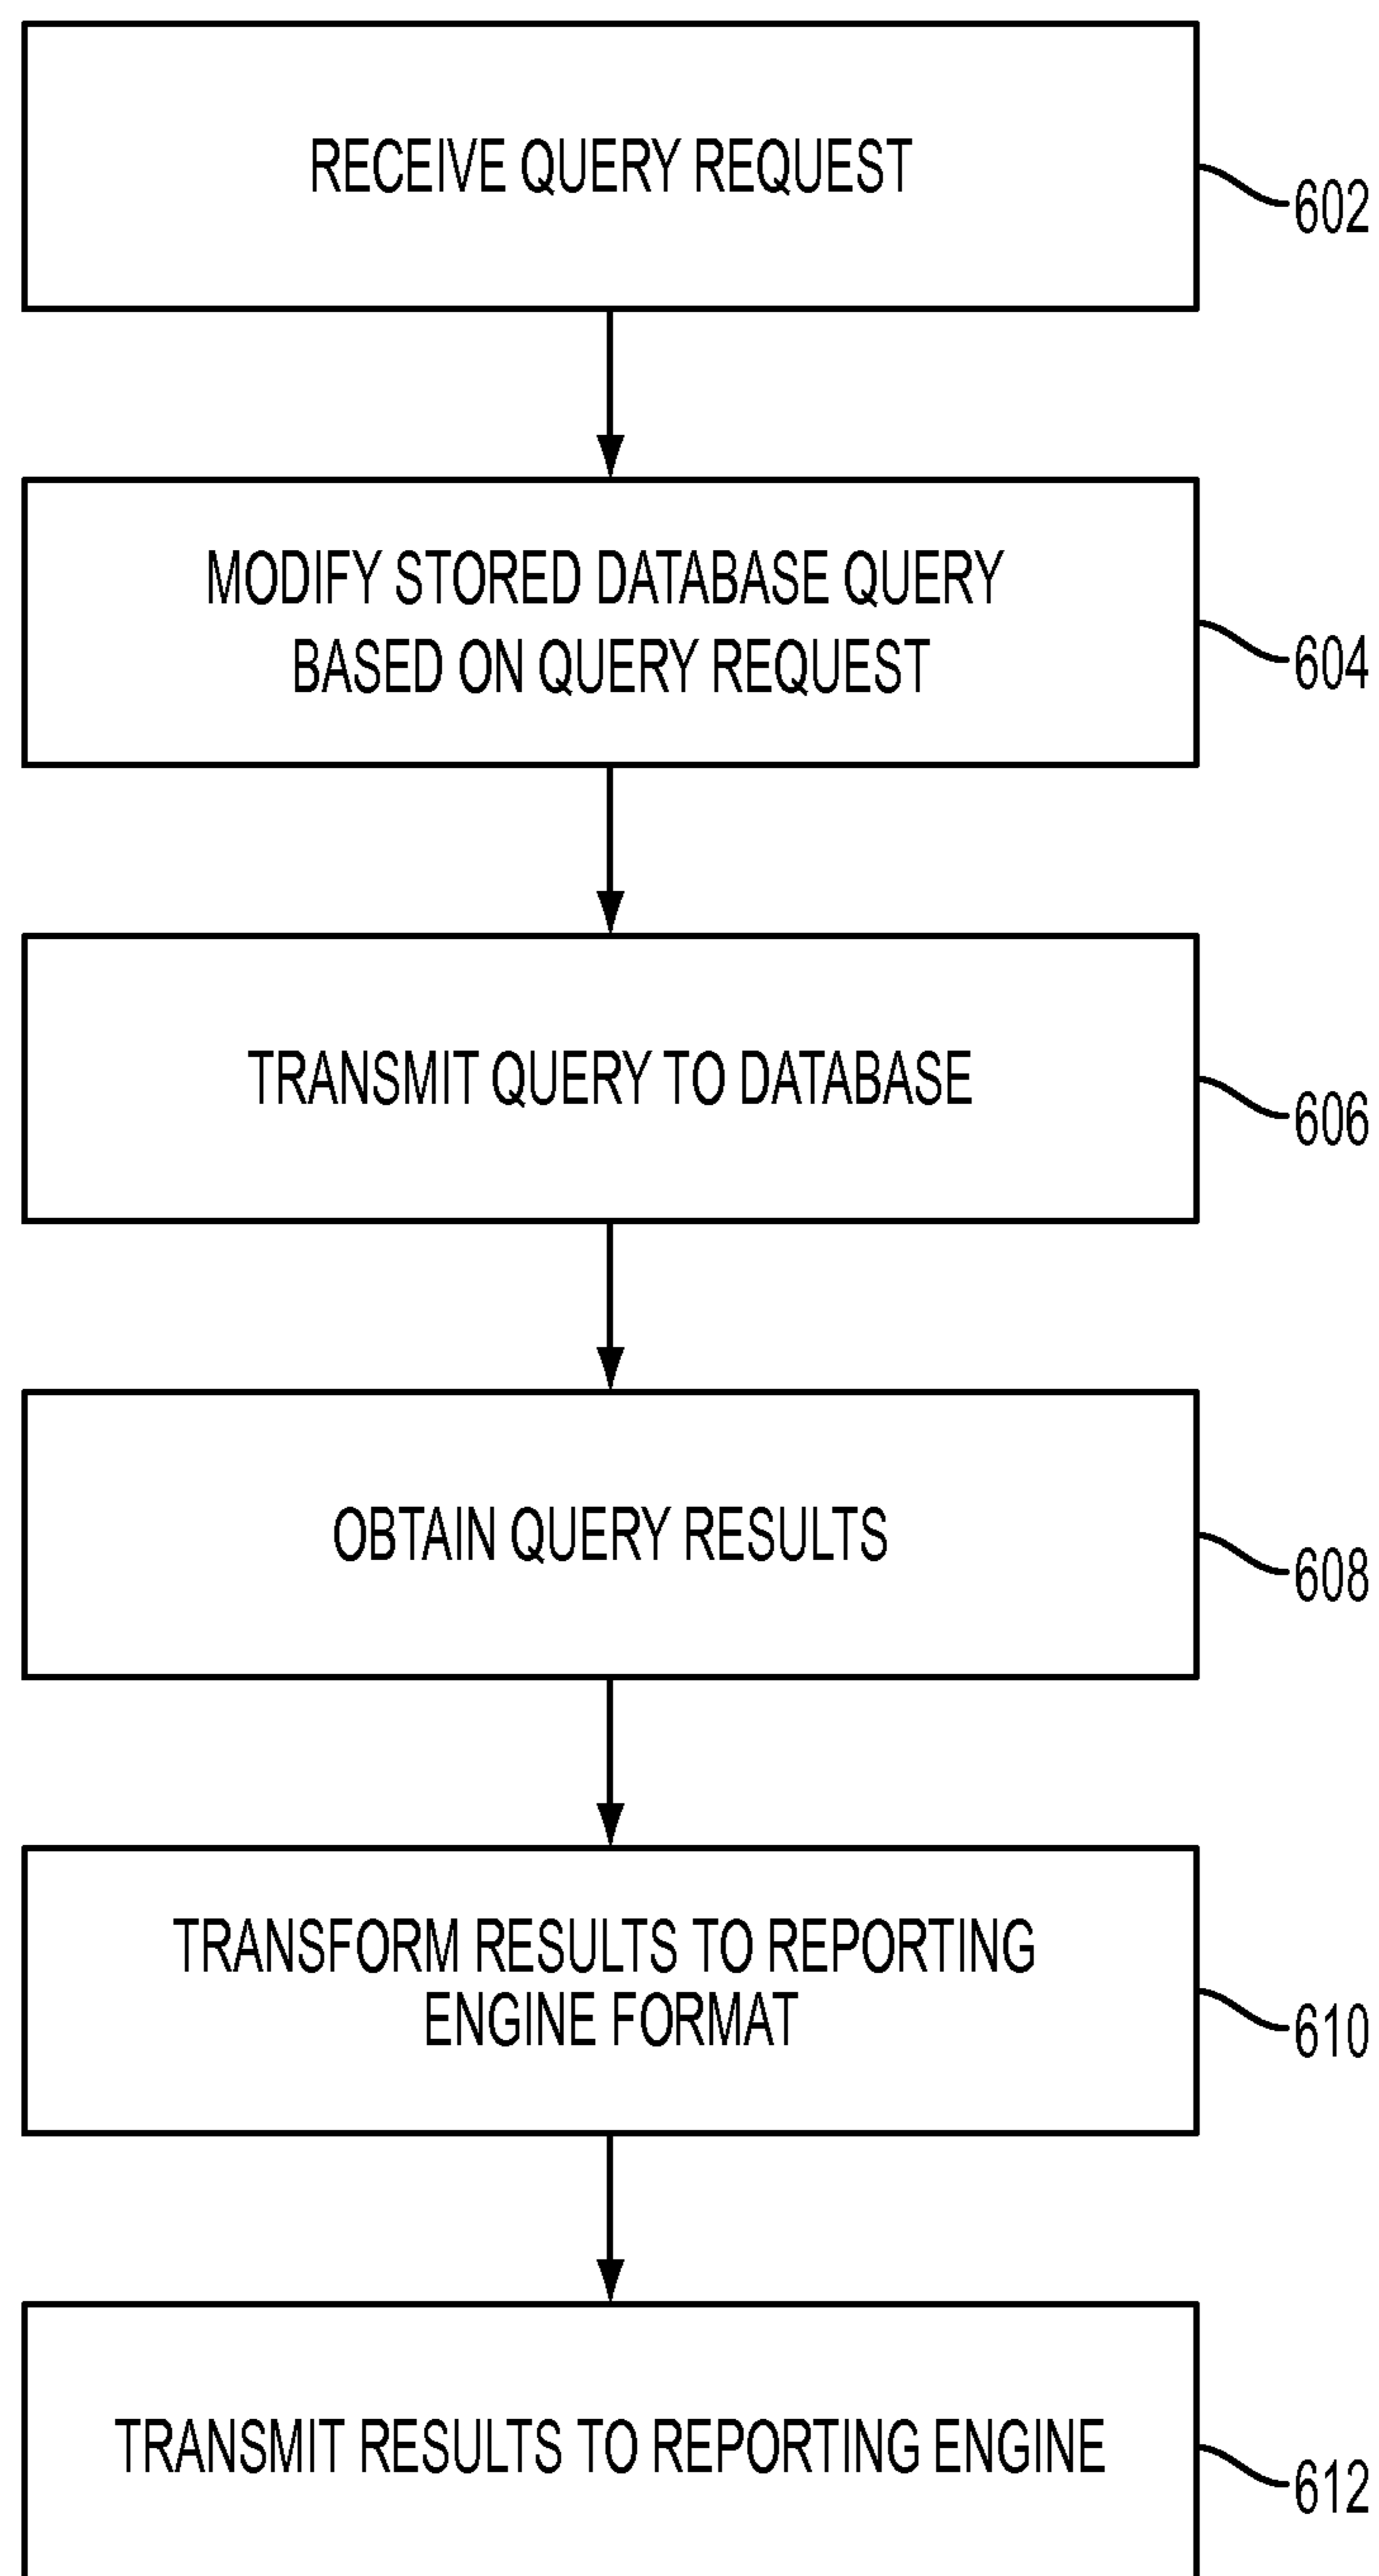 RECEIVE QUERY REQUEST
602
MODIFY STORED DATABASE QUERY
BASED ON QUERY REQUEST
604
TRANSMIT QUERY TO DATABASE
606
OBTAIN QUERY RESULTS
608
TRANSFORM RESULTS TO REPORTING
ENGINE FORMAT
610
TRANSMIT RESULTS TO REPORTING ENGINE
612